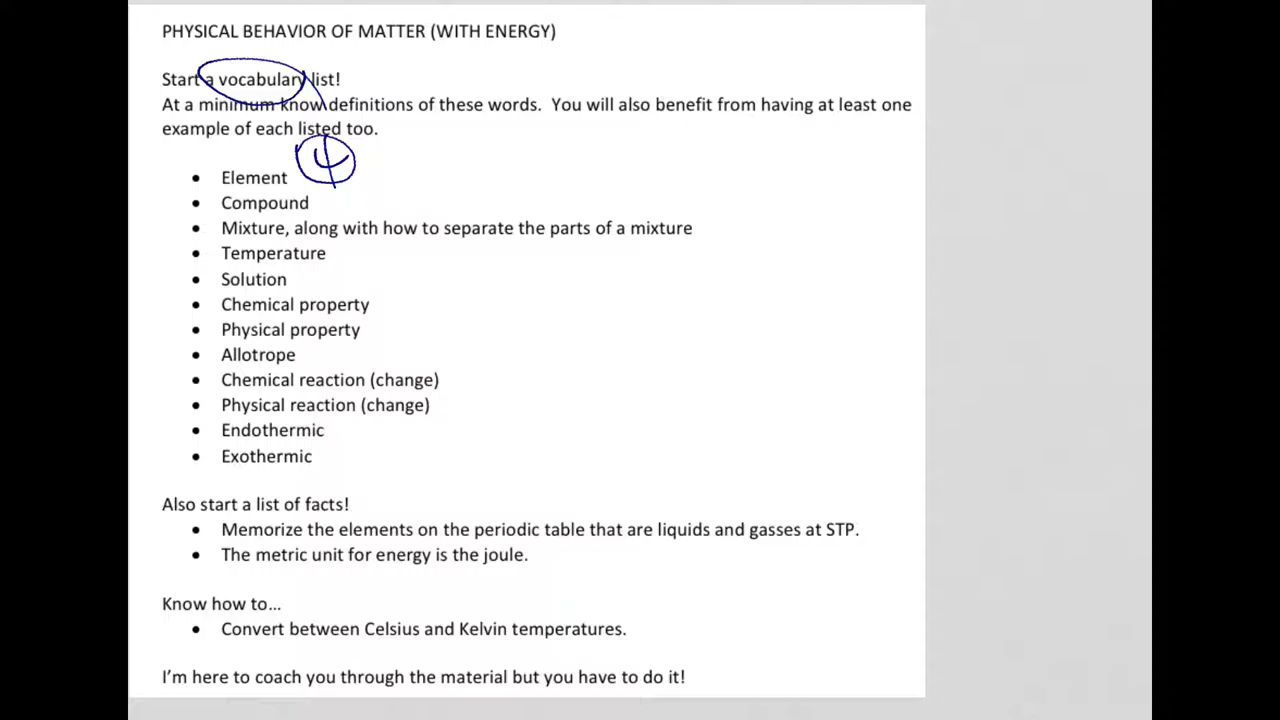 PHYSICAL BEHAVIOR OF MATTER (WITH ENERGY)
Start a vocabulary list!
At a minimum know definitions of these words.  You will also benefit from having at least one
example of each listed too.
4
• Element
• Compound
• Mixture, along with how to separate the parts of a mixture
• Temperature
• Solution
• Chemical property
• Physical property
• Allotrope
• Chemical reaction (change)
• Physical reaction (change)
• Endothermic
• Exothermic
Also start a list of facts!
• Memorize the elements on the periodic table that are liquids and gasses at STP.
• The metric unit for energy is the joule.
Know how to…
• Convert between Celsius and Kelvin temperatures.
I’m here to coach you through the material but you have to do it!